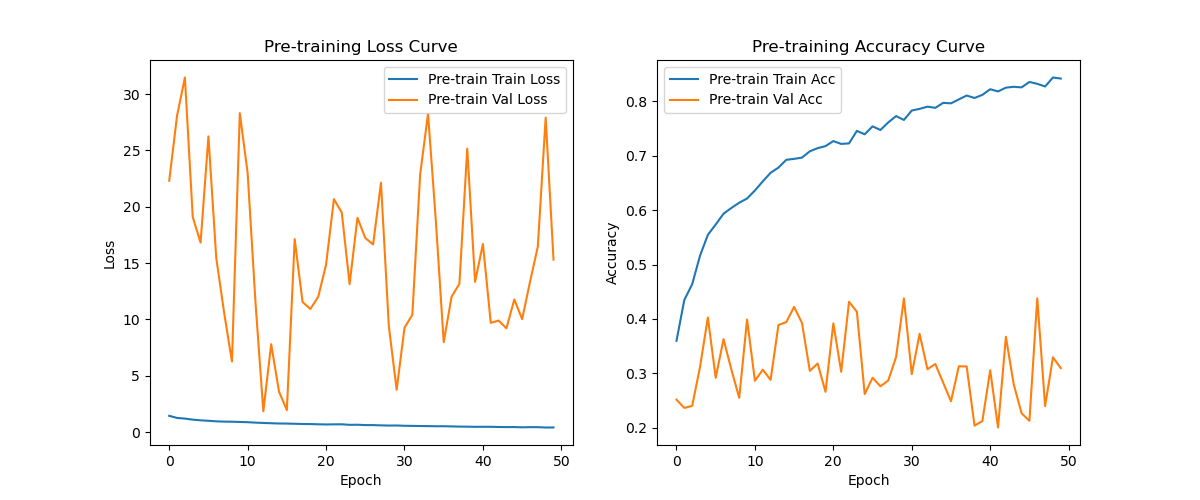 Pre-training Loss Curve
Pre-train Train Loss
Pre-train Val Loss
Loss
30
25
20
15
10
5
0
0 10 20 30 40 50
Epoch
Pre-training Accuracy Curve
Pre-train Train Acc
Pre-train Val Acc
Accuracy
0.8
0.7
0.6
0.5
0.4
0.3
0.2
0 10 20 30 40 50
Epoch